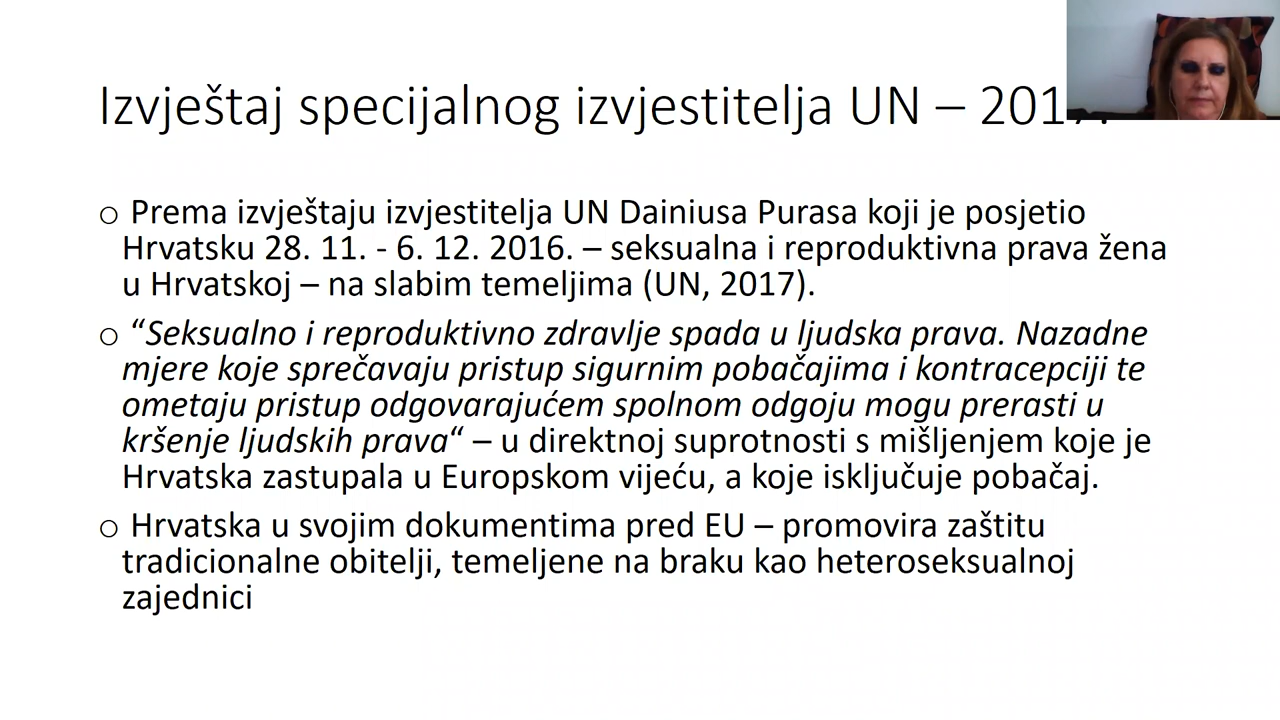 Izvještaj specijalnog izvjestitelja UN – 2017.
o Prema izvještaju izvjestitelja UN Dainiusa Purasa koji je posjetio
Hrvatsku 28. 11. - 6. 12. 2016. – seksualna i reproduktivna prava žena
u Hrvatskoj – na slabim temeljima (UN, 2017).
o “Seksualno i reproduktivno zdravlje spada u ljudska prava. Nazadne
mjere koje sprečavaju pristup sigurnim pobačajima i kontracepciji te
ometaju pristup odgovarajućem spolnom odgoju mogu prerasti u
kršenje ljudskih prava“ – u direktnoj suprotnosti s mišljenjem koje je
Hrvatska zastupala u Europskom vijeću, a koje isključuje pobačaj.
o Hrvatska u svojim dokumentima pred EU – promovira zaštitu
tradicionalne obitelji, temeljene na braku kao heteroseksualnoj
zajednici